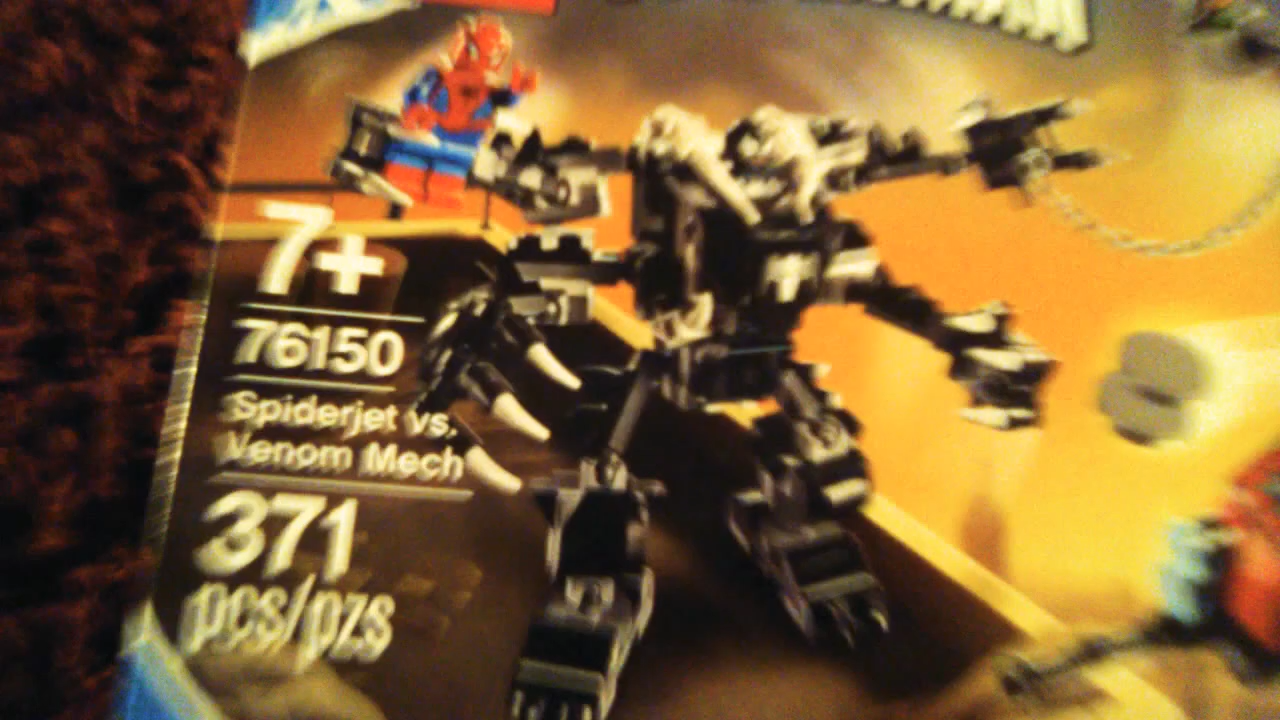 7+
76150
Spiderjet vs.
Venom Mech
371
pcs/pzs